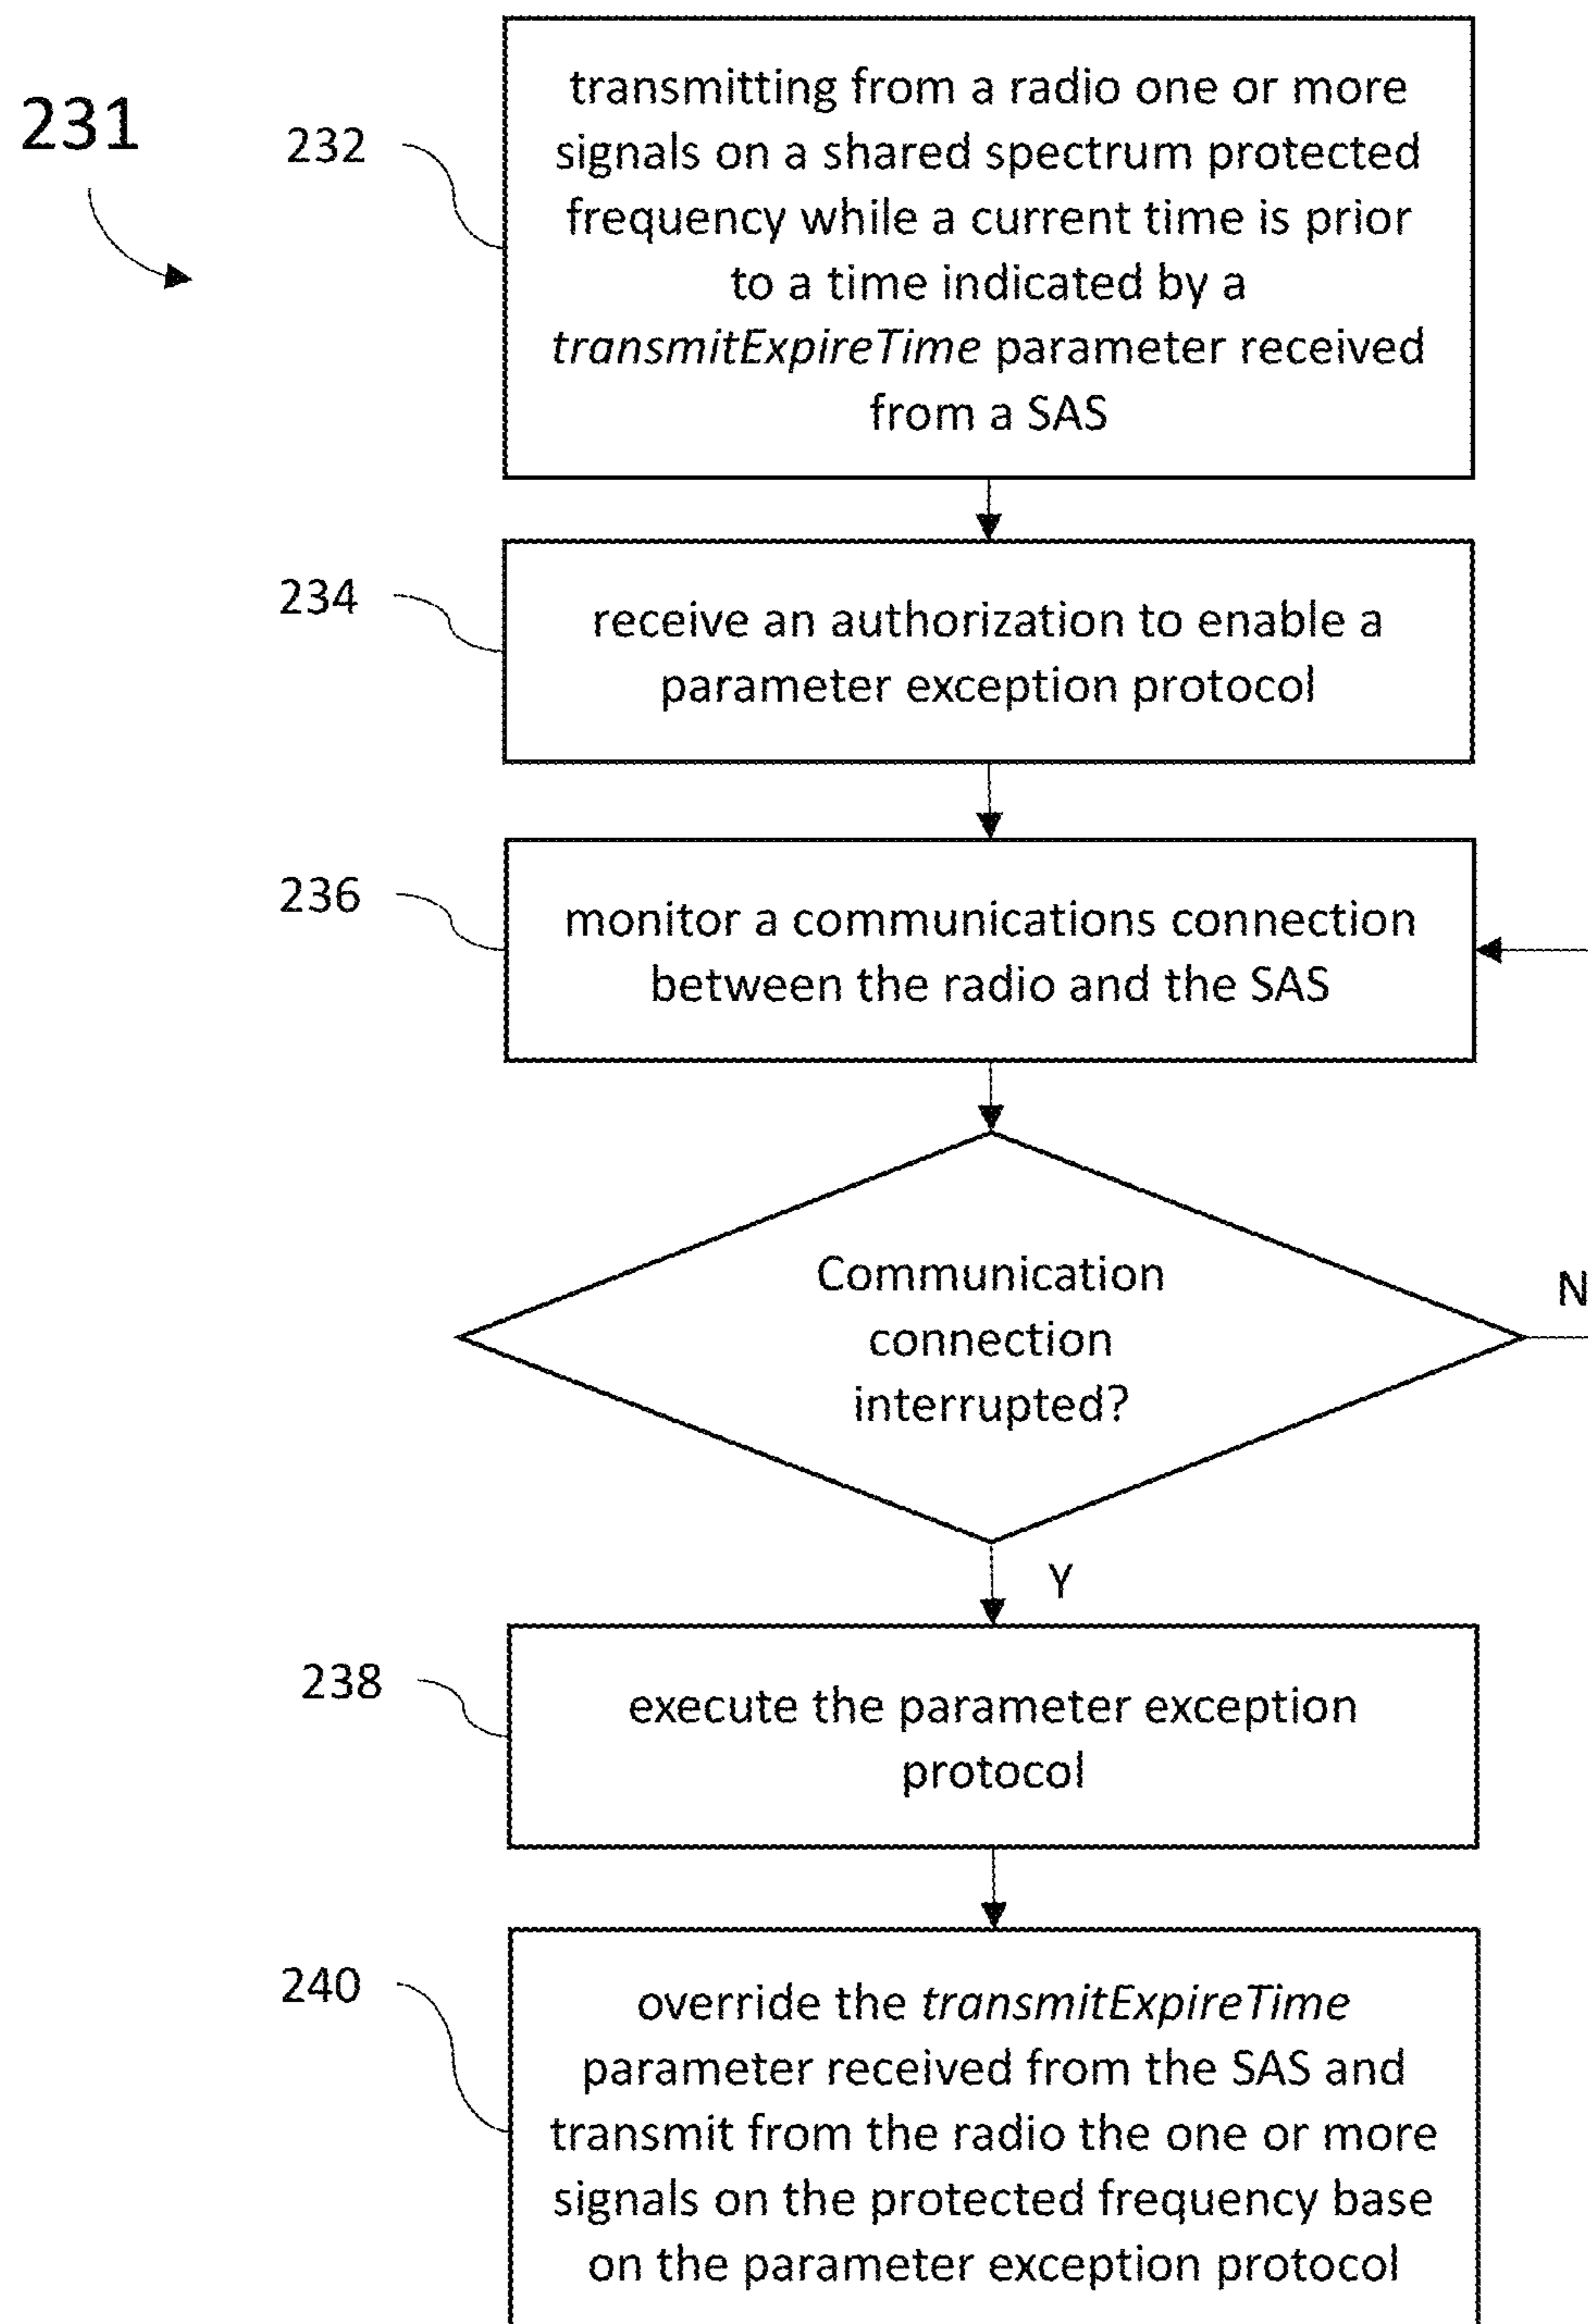 231
232
transmitting from a radio one or more
signals on a shared spectrum protected
frequency while a current time is prior
to a time indicated by a
transmitExpireTime parameter received
from a SAS
234
receive an authorization to enable a
parameter exception protocol
236
monitor a communications connection
between the radio and the SAS
Communication
connection
interrupted?
N
Y
238
execute the parameter exception
protocol
240
override the transmitExpireTime
parameter received from the SAS and
transmit from the radio the one or more
signals on the protected frequency base
on the parameter exception protocol